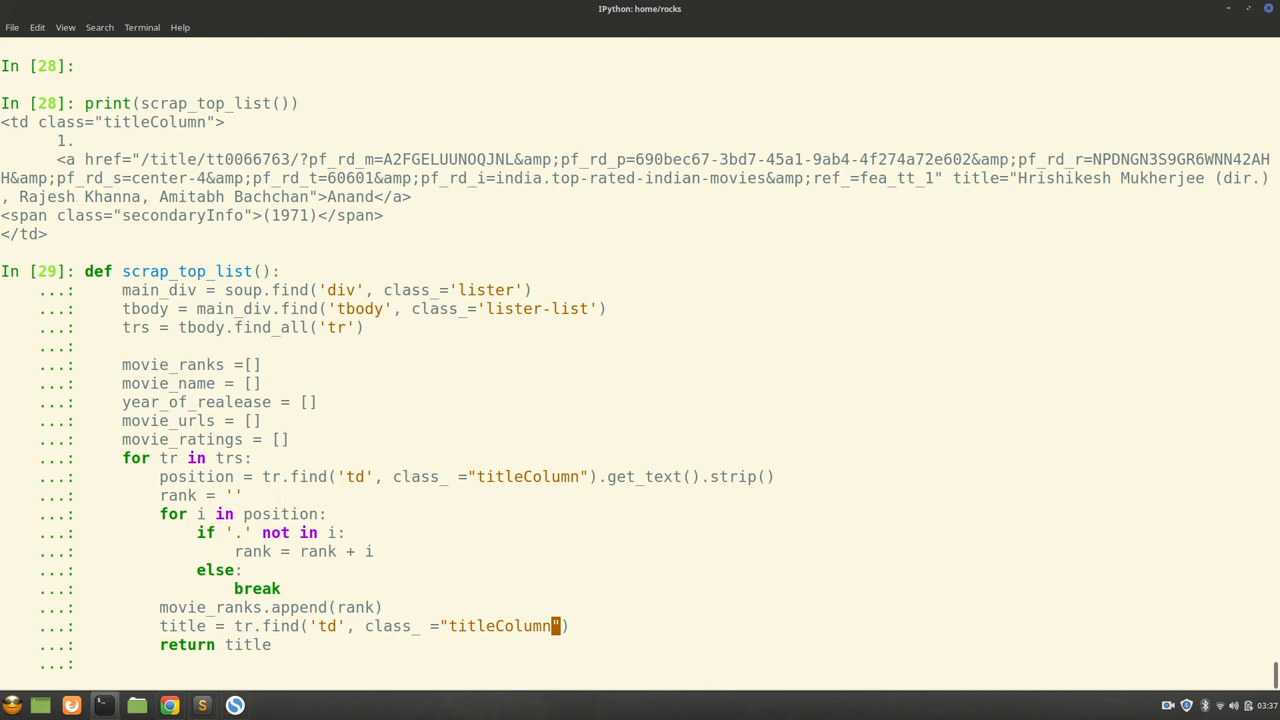 IPython: home/rocks
File Edit View Search Terminal Help
In [28]:
In [28]: print(scrap_top_list())
<td class="titleColumn">
      1.
      <a href="/title/tt0066763/?pf_rd_m=A2FGELUUNOQJNL&amp;pf_rd_p=690bec67-3bd7-45a1-9ab4-4f274a72e602&amp;pf_rd_r=NPDNGN3S9GR6WNN42AH
H&amp;pf_rd_s=center-4&amp;pf_rd_t=60601&amp;pf_rd_i=india.top-rated-indian-movies&amp;ref_=fea_tt_1" title="Hrishikesh Mukherjee (dir.)
, Rajesh Khanna, Amitabh Bachchan">Anand</a>
<span class="secondaryInfo">(1971)</span>
</td>
In [29]: def scrap_top_list():
    ...:     main_div = soup.find('div', class_='lister')
    ...:     tbody = main_div.find('tbody', class_='lister-list')
    ...:     trs = tbody.find_all('tr')
    ...:
    ...:     movie_ranks =[]
    ...:     movie_name = []
    ...:     year_of_realease = []
    ...:     movie_urls = []
    ...:     movie_ratings = []
    ...:     for tr in trs:
    ...:         position = tr.find('td', class_ ="titleColumn").get_text().strip()
    ...:         rank = ''
    ...:         for i in position:
    ...:             if '.' not in i:
    ...:                 rank = rank + i
    ...:             else:
    ...:                 break
    ...:         movie_ranks.append(rank)
    ...:         title = tr.find('td', class_ ="titleColumn")
    ...:         return title
    ...:
S
03:37